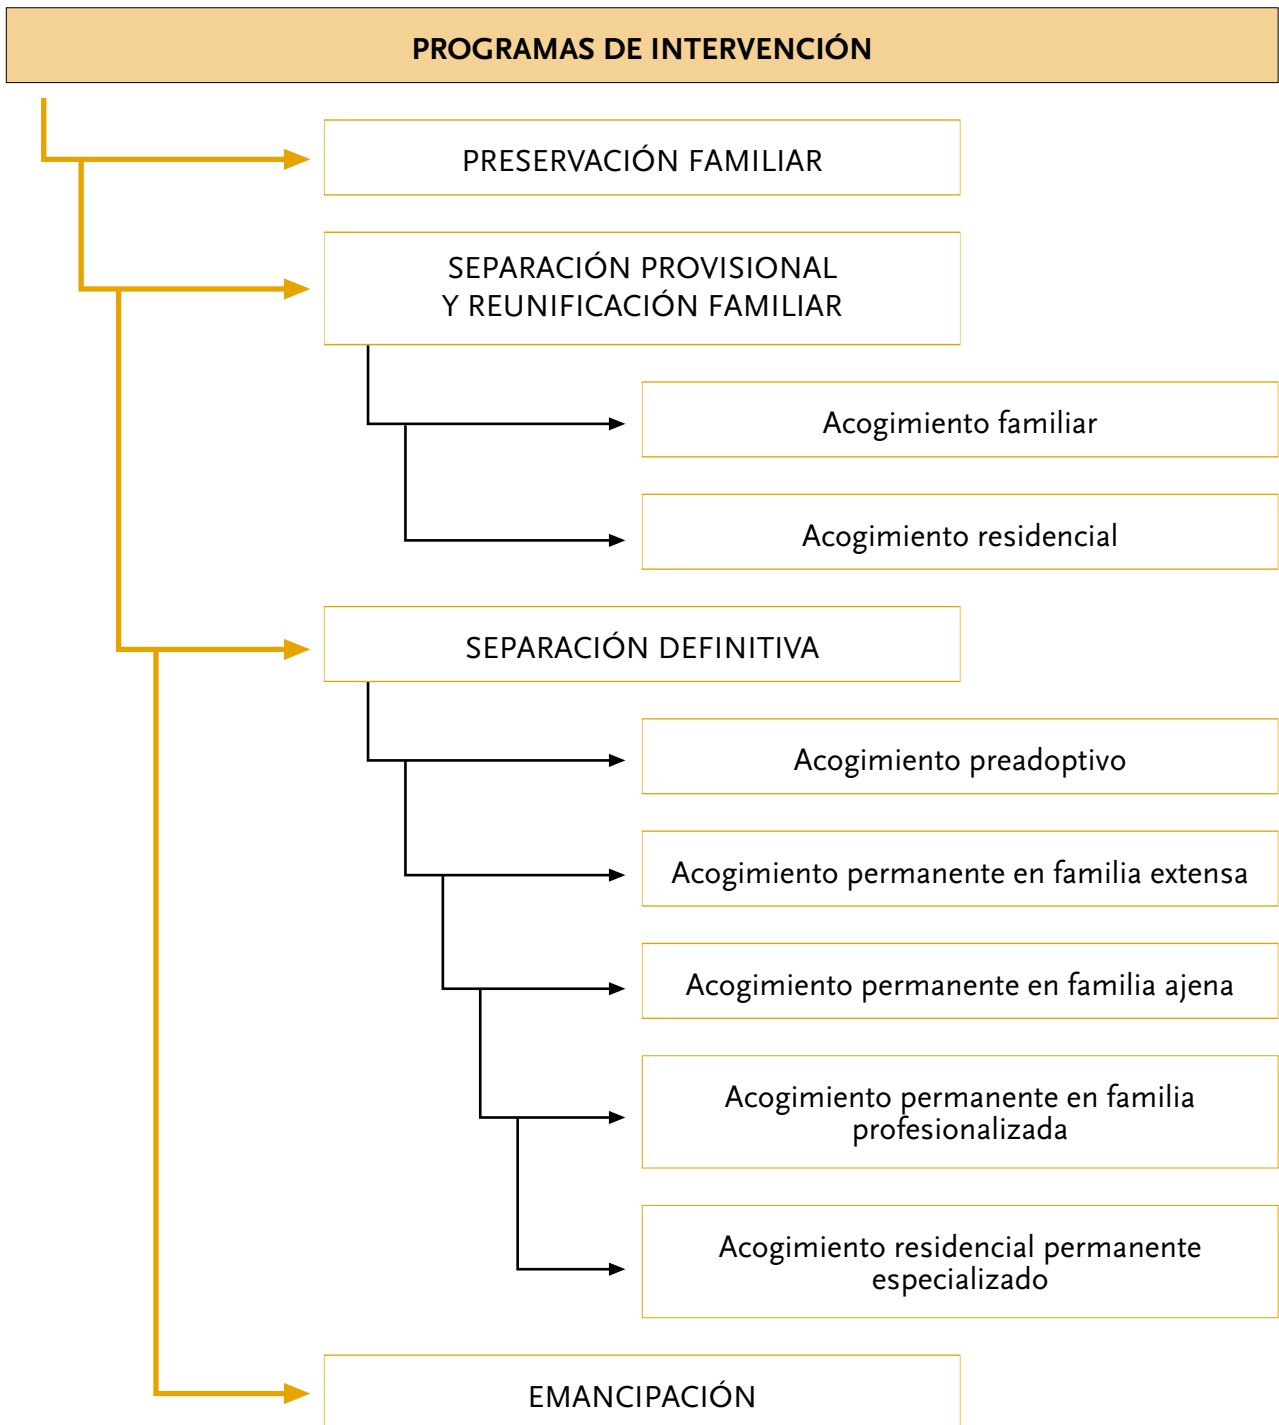 PROGRAMAS DE INTERVENCIÓN
PRESERVACIÓN FAMILIAR
SEPARACIÓN PROVISIONAL
Y REUNIFICACIÓN FAMILIAR
Acogimiento familiar
Acogimiento residencial
SEPARACIÓN DEFINITIVA
Acogimiento preadoptivo
Acogimiento permanente en familia extensa
Acogimiento permanente en familia ajena
Acogimiento permanente en familia
profesionalizada
Acogimiento residencial permanente
especializado
EMANCIPACIÓN